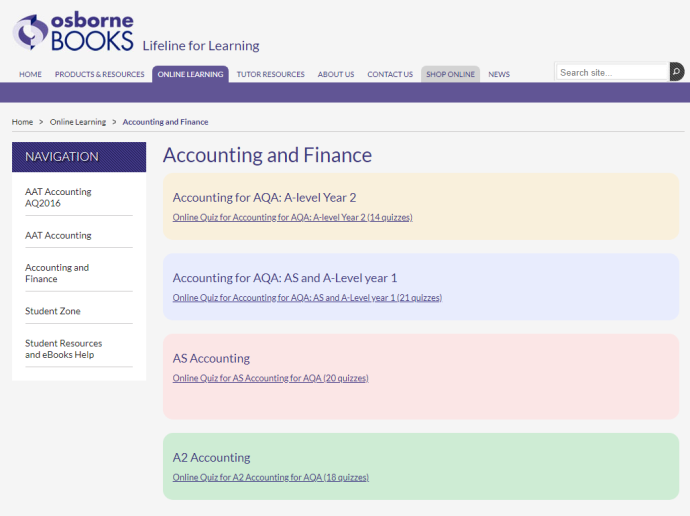 osborne
BOOKS Lifeline for Learning
HOME PRODUCTS & RESOURCES ONLINE LEARNING TUTOR RESOURCES ABOUT US CONTACT US SHOP ONLINE NEWS
Search site...
Home > Online Learning > Accounting and Finance
NAVIGATION
AAT Accounting
AQ2016
AAT Accounting
Accounting and
Finance
Student Zone
Student Resources
and eBooks Help
Accounting and Finance
Accounting for AQA: A-level Year 2
Online Quiz for Accounting for AQA: A-level Year 2 (14 quizzes)
Accounting for AQA: AS and A-Level year 1
Online Quiz for Accounting for AQA: AS and A-Level year 1 (21 quizzes)
AS Accounting
Online Quiz for AS Accounting for AQA (20 quizzes)
A2 Accounting
Online Quiz for A2 Accounting for AQA (18 quizzes)